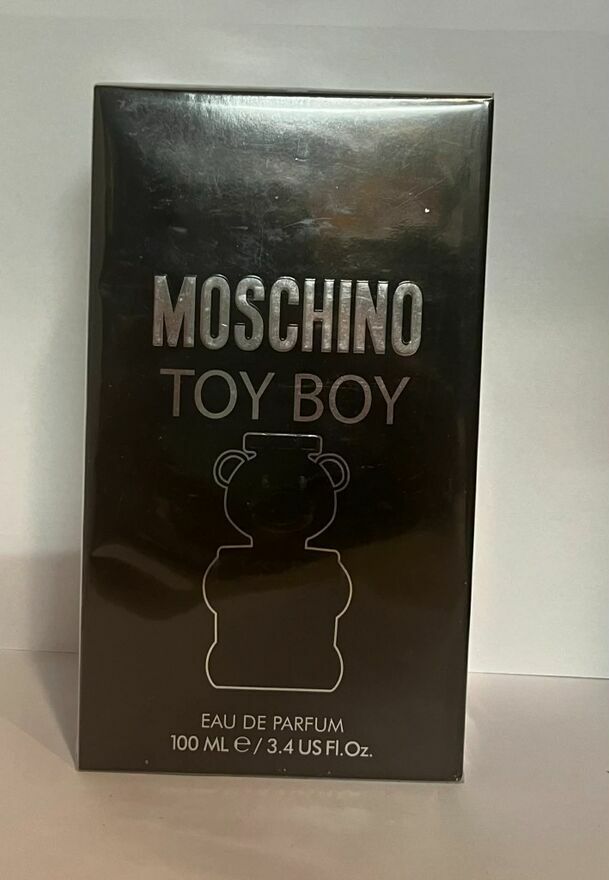 MOSCHINO
TOY BOY
EAU DE PARFUM
100 ML ℮ / 3.4 US Fl.Oz.